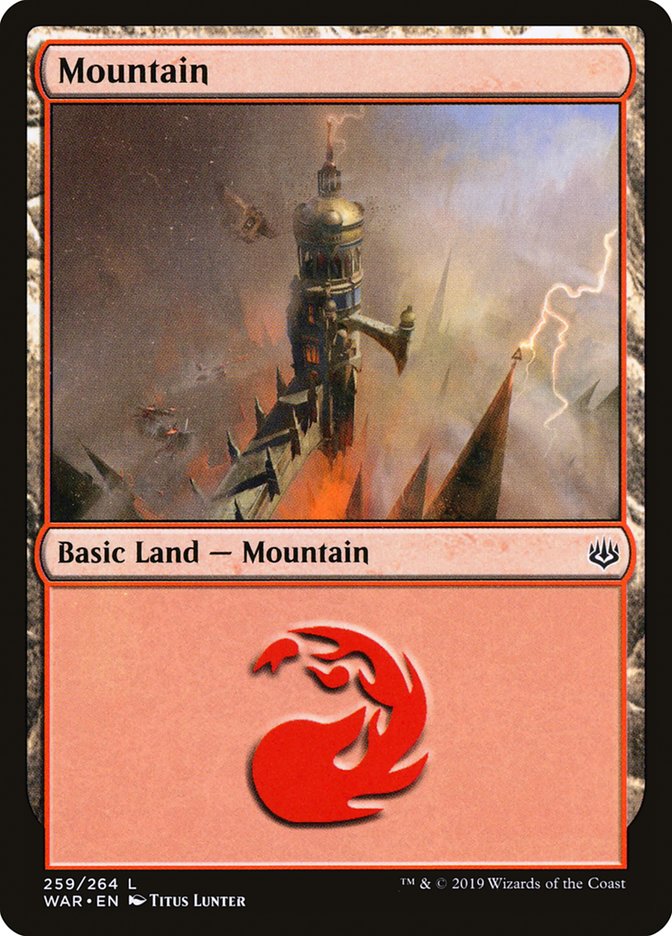 Mountain
Basic Land — Mountain
259/264 L
WAR • EN Titus Lunter
™ & © 2019 Wizards of the Coast